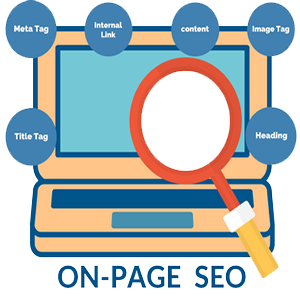 Meta Tag
Internal
Link
content
Image Tag
Title Tag
Heading
ON-PAGE SEO